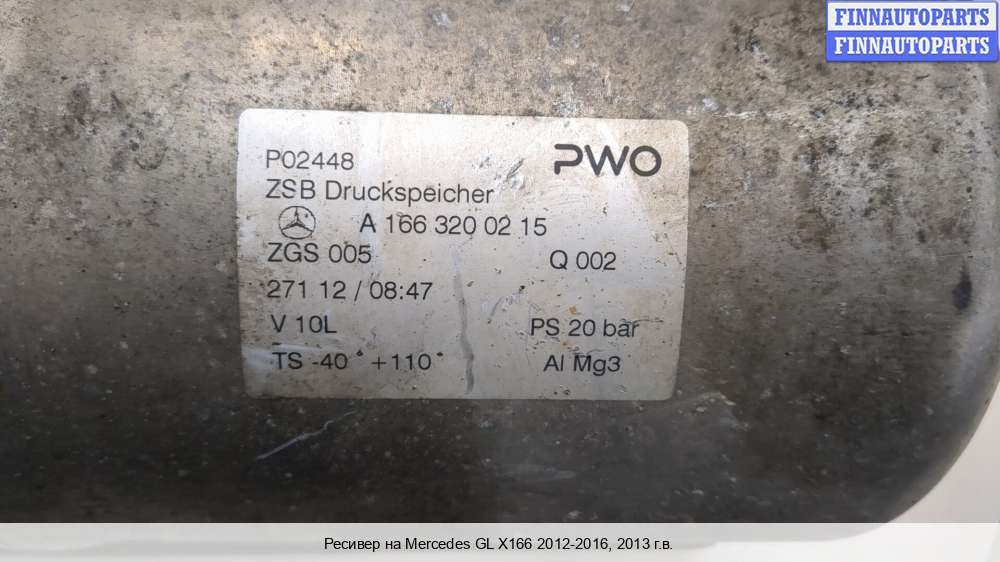 FINNAUTOPARTS
FINNAUTOPARTS
P02448
PWO
ZSB Druckspeicher
A 166 320 02 15
ZGS 005
Q 002
271 12 / 08:47
V 10L
PS 20 bar
TS -40° +110°
Al Mg3
Ресивер на Mercedes GL X166 2012-2016, 2013 г.в.